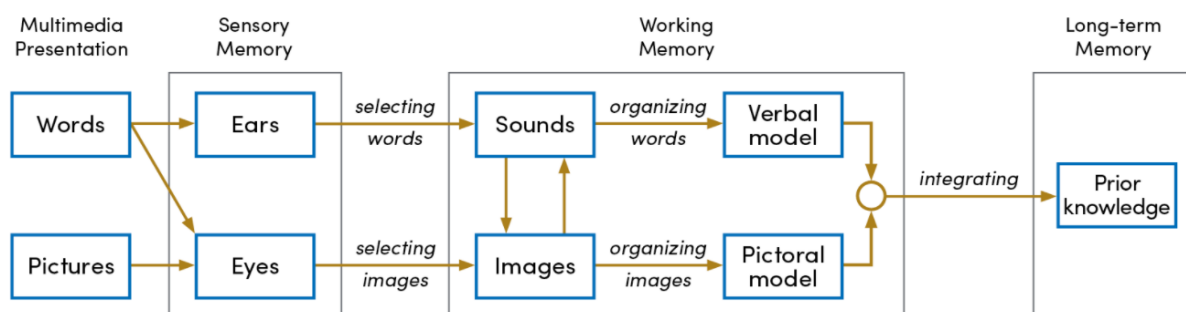 Multimedia
Presentation
Sensory
Memory
Working
Memory
Long-term
Memory
Words
Ears
selecting
words
Sounds
organizing
words
Verbal
model
integrating
Prior
knowledge
Pictures
Eyes
selecting
images
Images
organizing
images
Pictoral
model